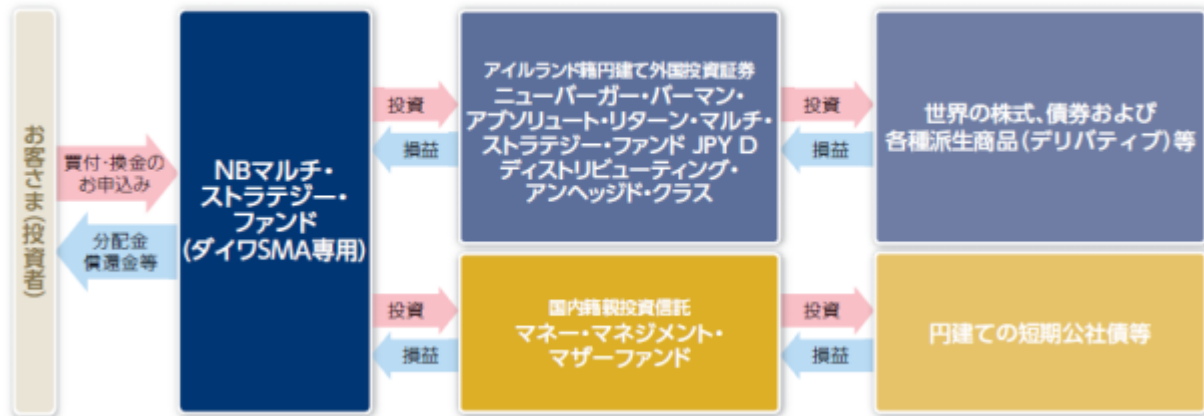 お客さま(投資者)
買付・換金の
お申込み
分配金
償還金等
NBマルチ・
ストラテジー・
ファンド
(ダイワSMA専用)
投資
損益
アイルランド籍円建て外国投資証券
ニューバーガー・バーマン・
アブソリュート・リターン・マルチ・
ストラテジー・ファンド JPY D
ディストリビューティング・
アンヘッジド・クラス
投資
損益
世界の株式、債券および
各種派生商品(デリバティブ)等
投資
損益
国内籍親投資信託
マネー・マネジメント・
マザーファンド
投資
損益
円建ての短期公社債等